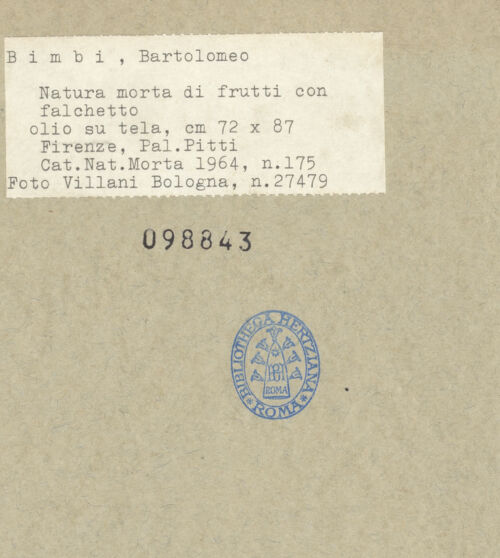 B i m b i , Bartolomeo
Natura morta di frutti con
falchetto
olio su tela, cm 72 x 87
Firenze, Pal.Pitti
Cat.Nat.Morta 1964, n.175
Foto Villani Bologna, n.27479
098843
BIBLIOTHECA HERTZIANA
BH
ROMA
*ROMA*